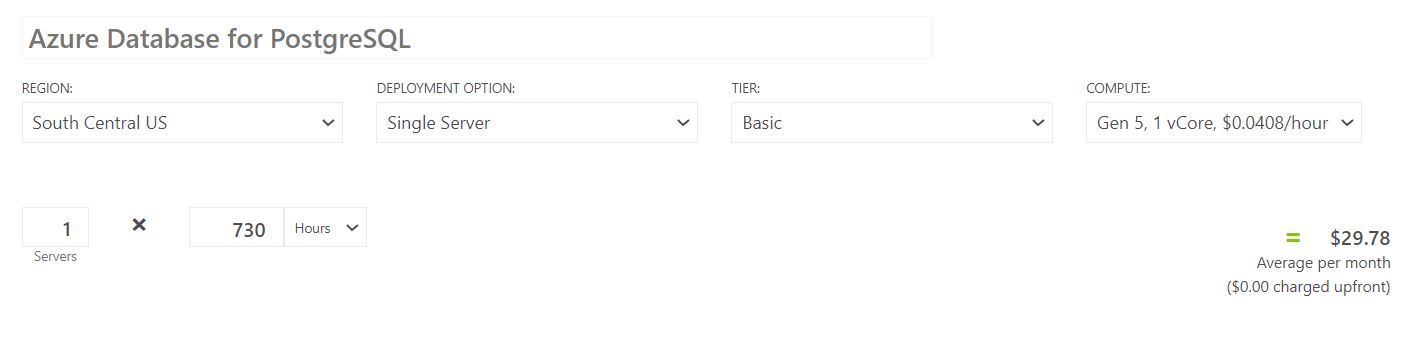 Azure Database for PostgreSQL
REGION: DEPLOYMENT OPTION: TIER: COMPUTE:
South Central US Single Server Basic Gen 5, 1 vCore, $0.0408/hour
1 × 730 Hours
Servers
= $29.78
Average per month
($0.00 charged upfront)